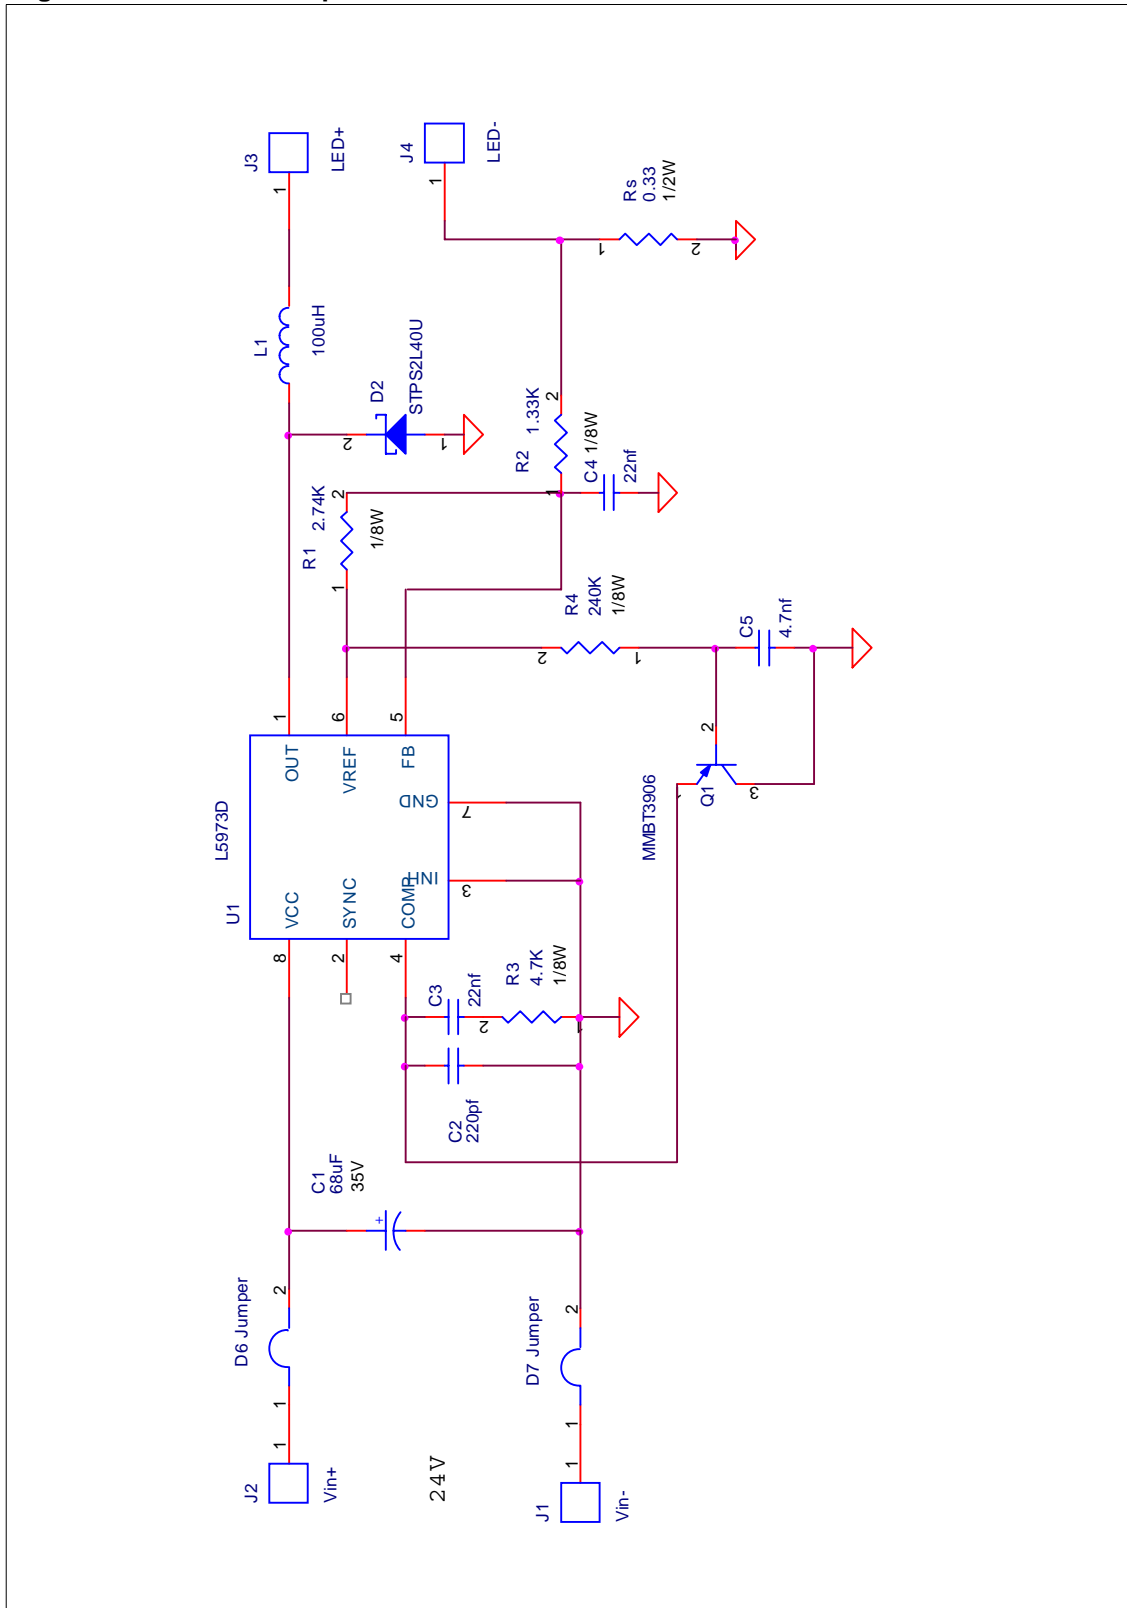 J3
LED+
1
J4
LED-
1
Rs
0.33
1/2W
1
2
L1
100uH
D2
STPS2L40U
2
1
R2
1.33K
1/8W
2
1
C4
22nf
R1
2.74K
1/8W
2
1
R4
240K
1/8W
2
1
C5
4.7nf
MMBT3906
Q1
1
2
3
U1
L5973D
OUT
1
VREF
6
FB
5
GND
7
INH
3
VCC
8
SYNC
2
COMP
4
C3
22nf
R3
4.7K
1/8W
2
1
C2
220pf
C1
68uF
35V
+
D6 Jumper
2
1
D7 Jumper
2
1
J2
Vin+
1
24V
J1
Vin-
1